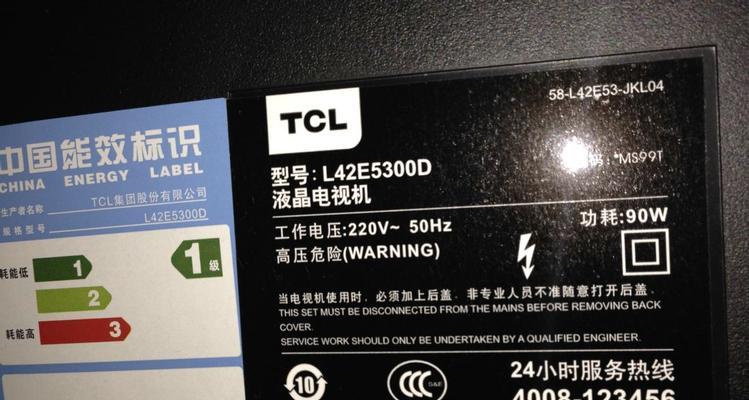 中国能效标识
CHINA ENERGY LABEL
生产者名称
TCL集团股份有限公司
规格型号
L42E5300D
耗能低
1
2
耗能高
3
1级
TCL
58-L42E53-JKL04
型号:L42E5300D
液晶电视机
码: *MS99T
工作电压:220V~ 50Hz
功耗:90W
高压危险(WARNING)
当电视机使用时, 必须加上后盖. 非专业人员不准随意打开后盖.
THIS SET MUST BE DISCONNECTED FROM THE MAINS BEFORE REMOVING BACK
COVER.
SERVICE WORK SHOULD ONLY BE UNDERTAKEN BY A QUALIFIED ENGINEER.
10
CCC
S&E
24小时服务热线
4008-123456